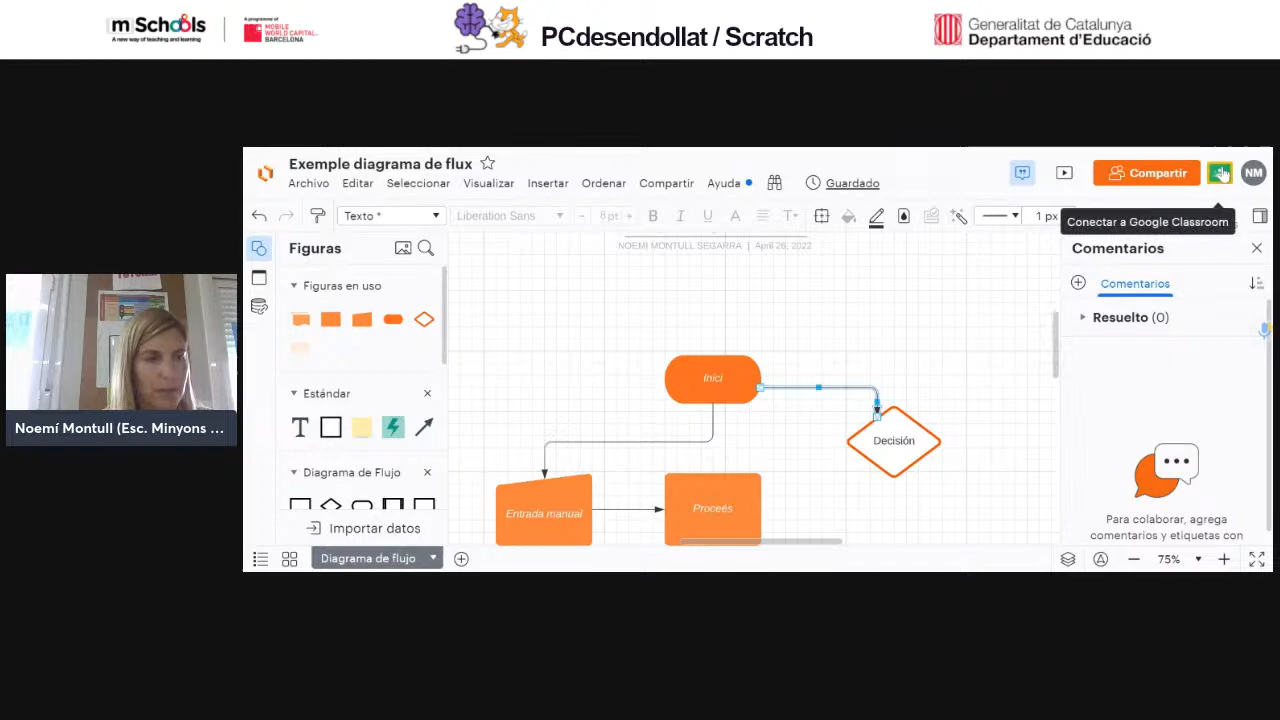 mSchools
A new way of teaching and learning
A programme of
MOBILE
WORLD CAPITAL
BARCELONA
PCdesendollat / Scratch
Generalitat de Catalunya
Departament d'Educació
Exemple diagrama de flux
Archivo Editar Seleccionar Visualizar Insertar Ordenar Compartir Ayuda Guardado
Compartir
NM
Texto *
Liberation Sans
8 pt
B I U A T
1 px
Conectar a Google Classroom
Figuras
NOEMI MONTULL SEGARRA | April 26, 2022
Comentarios
Comentarios
Figuras en uso
Resuelto (0)
Inici
Estándar
T
Decisión
Diagrama de Flujo
Entrada manual
Proceés
Importar datos
Para colaborar, agrega
comentarios y etiquetas con
Diagrama de flujo
75%
Noemí Montull (Esc. Minyons ...